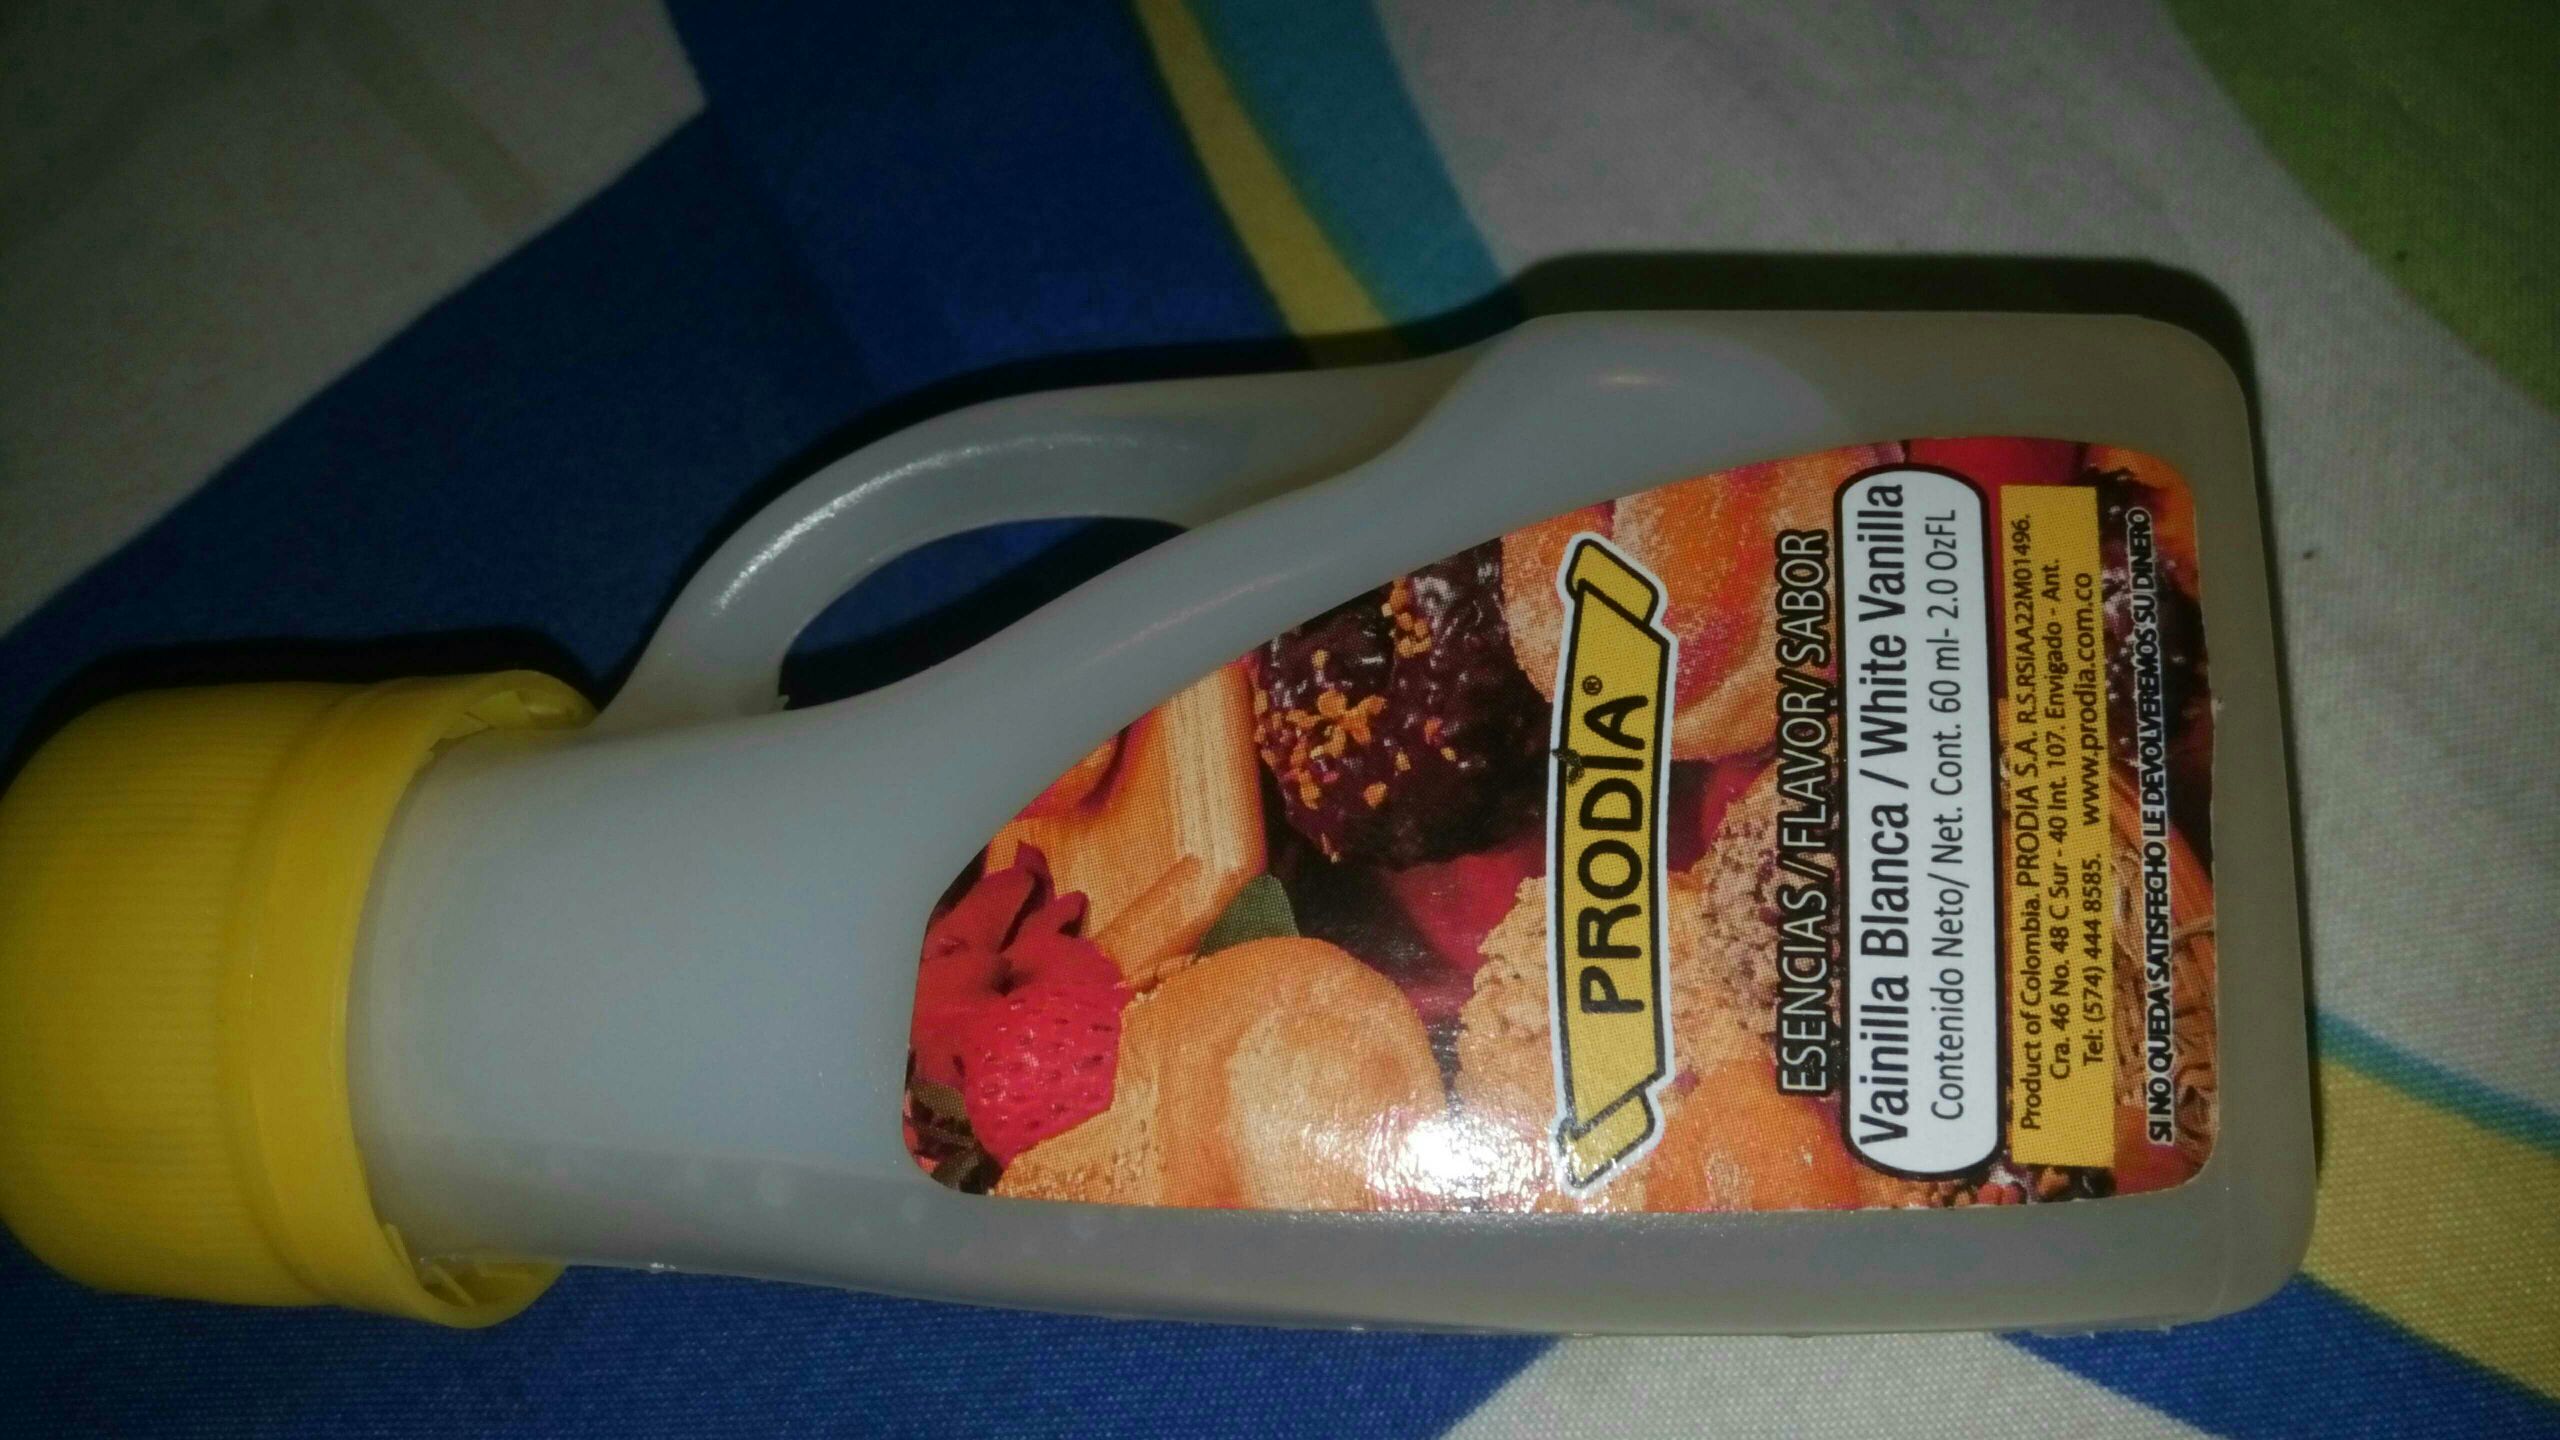 PRODIA®
ESENCIAS / FLAVOR / SABOR
Vainilla Blanca / White Vanilla
Contenido Neto/ Net. Cont. 60 ml- 2.0 OzFL
Product of Colombia. PRODIA S.A. R.S.RSIAA22M01496.
Cra. 46 No. 48 C Sur - 40 Int. 107. Envigado - Ant.
Tel: (574) 444 8585. www.prodia.com.co
SI NO QUEDA SATISFECHO LE DEVOLVEREMOS SU DINERO